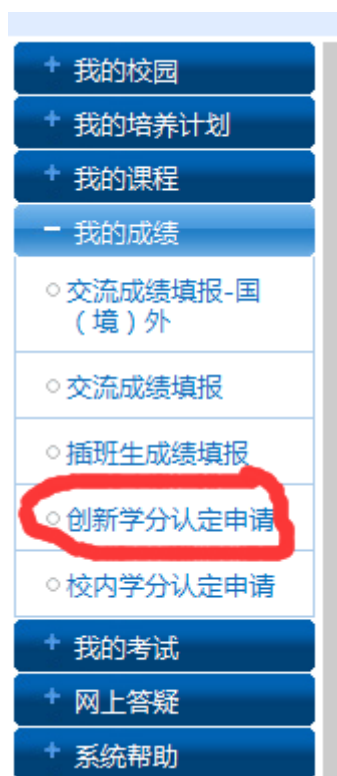 我的校园
我的培养计划
我的课程
我的成绩
交流成绩填报-国
（境）外
交流成绩填报
插班生成绩填报
创新学分认定申请
校内学分认定申请
我的考试
网上答疑
系统帮助